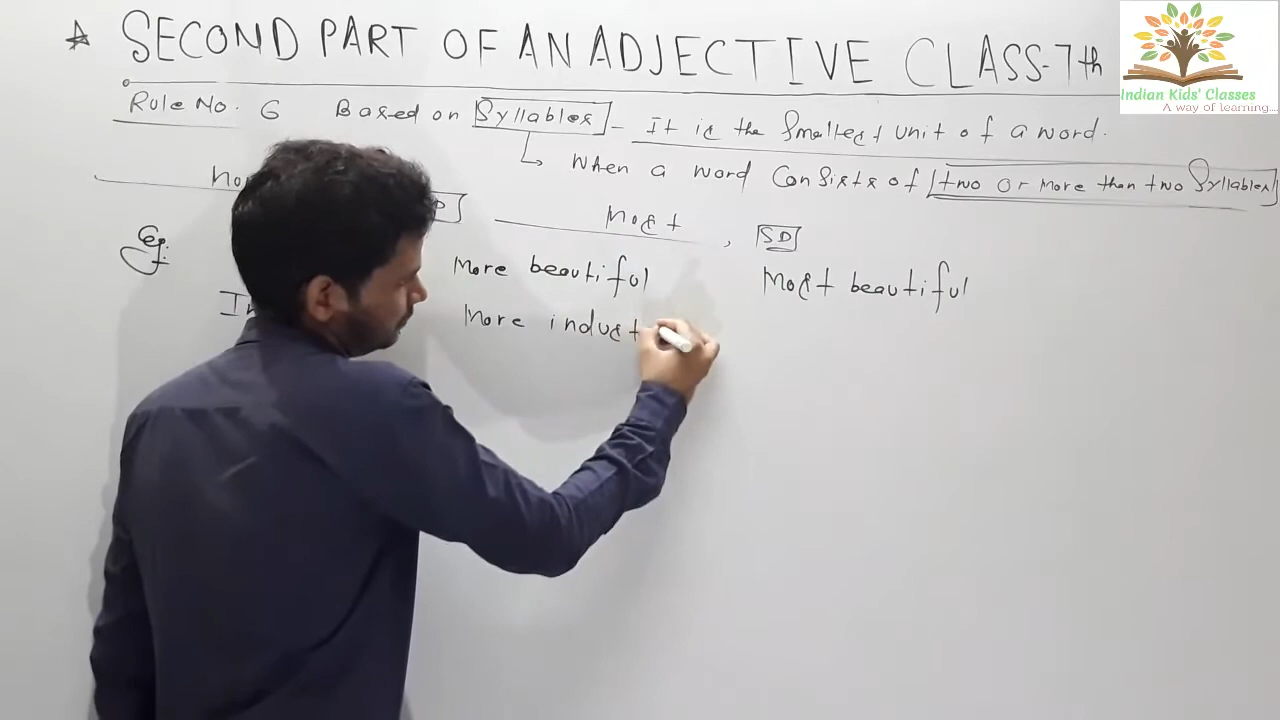 ☆ SECOND PART OF AN ADJECTIVE CLASS-7th
Indian Kids' Classes
A way of learning...
Rule No. 6 Based on Syllables - It is the Smallest unit of a word.
↳ When a word Consists of two or more than two Syllables
Most , SD
Eg.
More beautiful Most beautiful
More indust